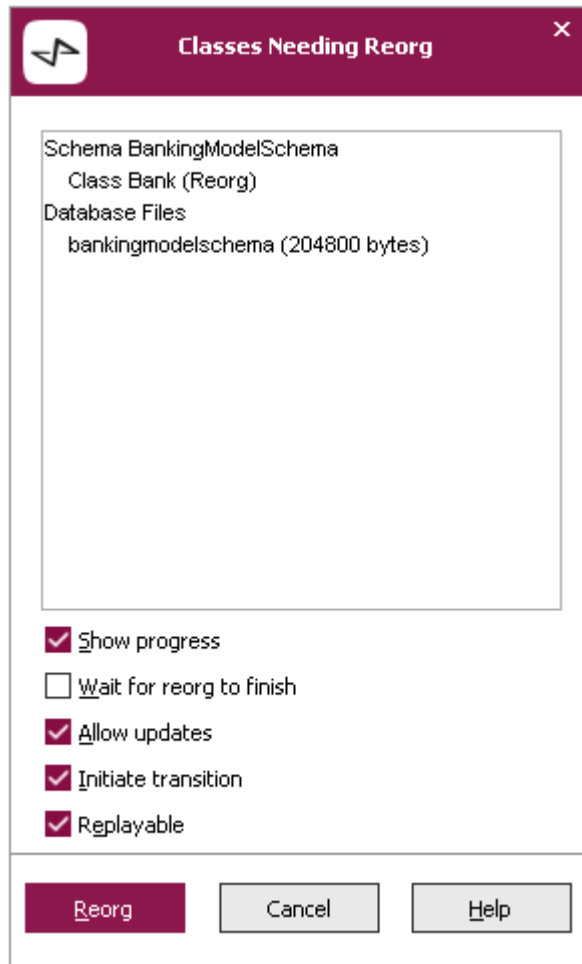 Classes Needing Reorg
Schema BankingModelSchema
Class Bank (Reorg)
Database Files
bankingmodelschema (204800 bytes)
Show progress
Wait for reorg to finish
Allow updates
Initiate transition
Replayable
Reorg
Cancel
Help